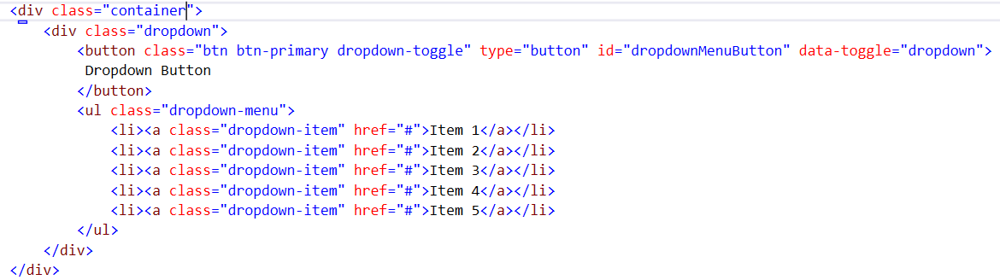 <div class="container">
<div class="dropdown">
<button class="btn btn-primary dropdown-toggle" type="button" id="dropdownMenuButton" data-toggle="dropdown">
Dropdown Button
</button>
<ul class="dropdown-menu">
<li><a class="dropdown-item" href="#">Item 1</a></li>
<li><a class="dropdown-item" href="#">Item 2</a></li>
<li><a class="dropdown-item" href="#">Item 3</a></li>
<li><a class="dropdown-item" href="#">Item 4</a></li>
<li><a class="dropdown-item" href="#">Item 5</a></li>
</ul>
</div>
</div>